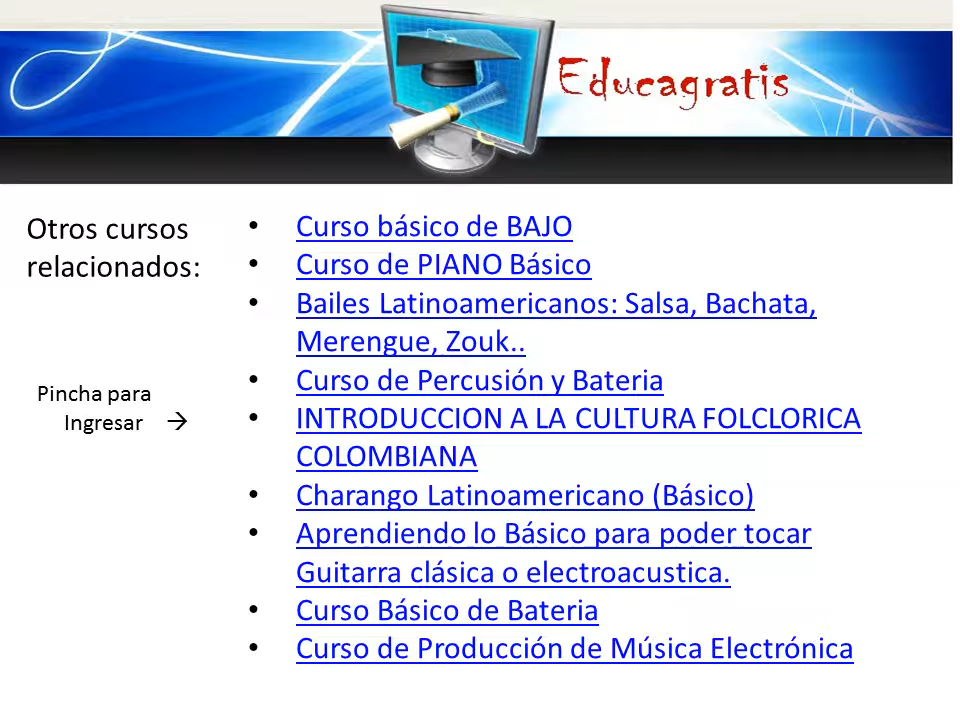 Educagratis
Otros cursos
relacionados:
Pincha para
Ingresar →
• Curso básico de BAJO
• Curso de PIANO Básico
• Bailes Latinoamericanos: Salsa, Bachata,
Merengue, Zouk..
• Curso de Percusión y Bateria
• INTRODUCCION A LA CULTURA FOLCLORICA
COLOMBIANA
• Charango Latinoamericano (Básico)
• Aprendiendo lo Básico para poder tocar
Guitarra clásica o electroacustica.
• Curso Básico de Bateria
• Curso de Producción de Música Electrónica